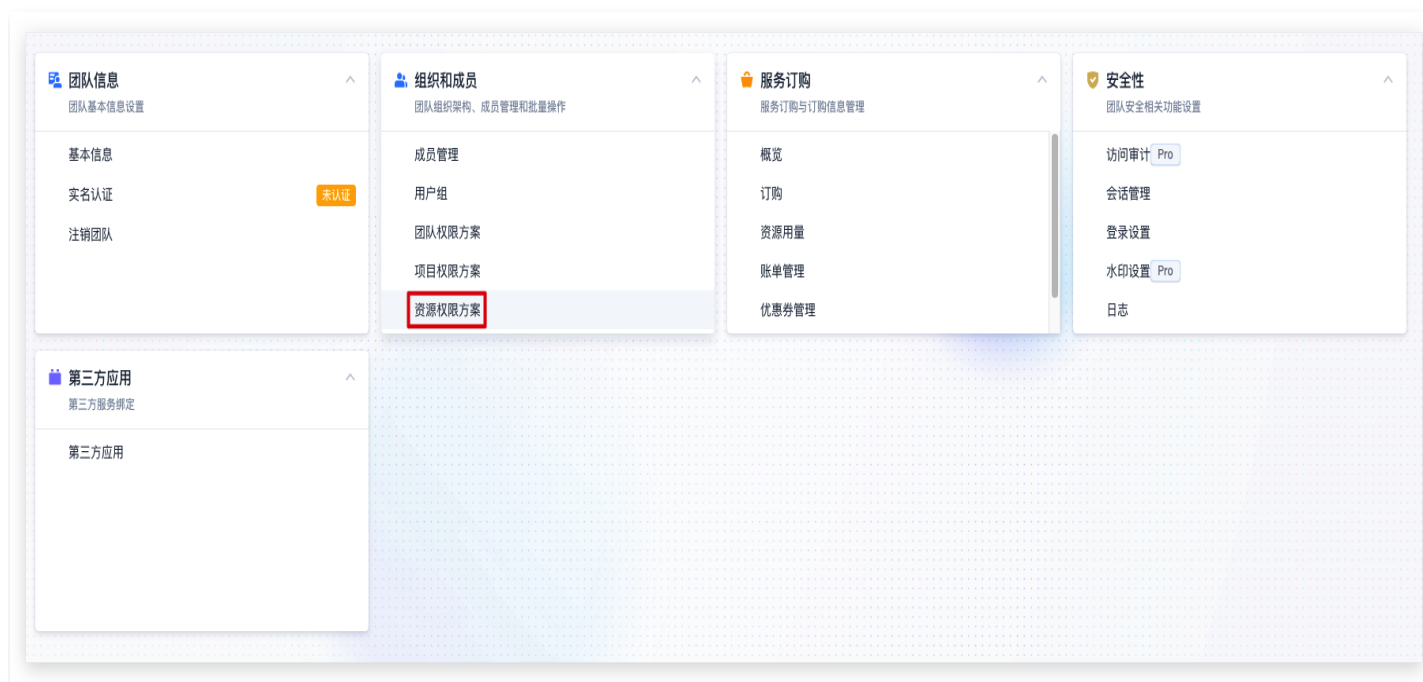 团队信息
团队基本信息设置
基本信息
实名认证
未认证
注销团队
组织和成员
团队组织架构、成员管理和批量操作
成员管理
用户组
团队权限方案
项目权限方案
资源权限方案
服务订购
服务订购与订购信息管理
概览
订购
资源用量
账单管理
优惠券管理
安全性
团队安全相关功能设置
访问审计 Pro
会话管理
登录设置
水印设置 Pro
日志
第三方应用
第三方服务绑定
第三方应用